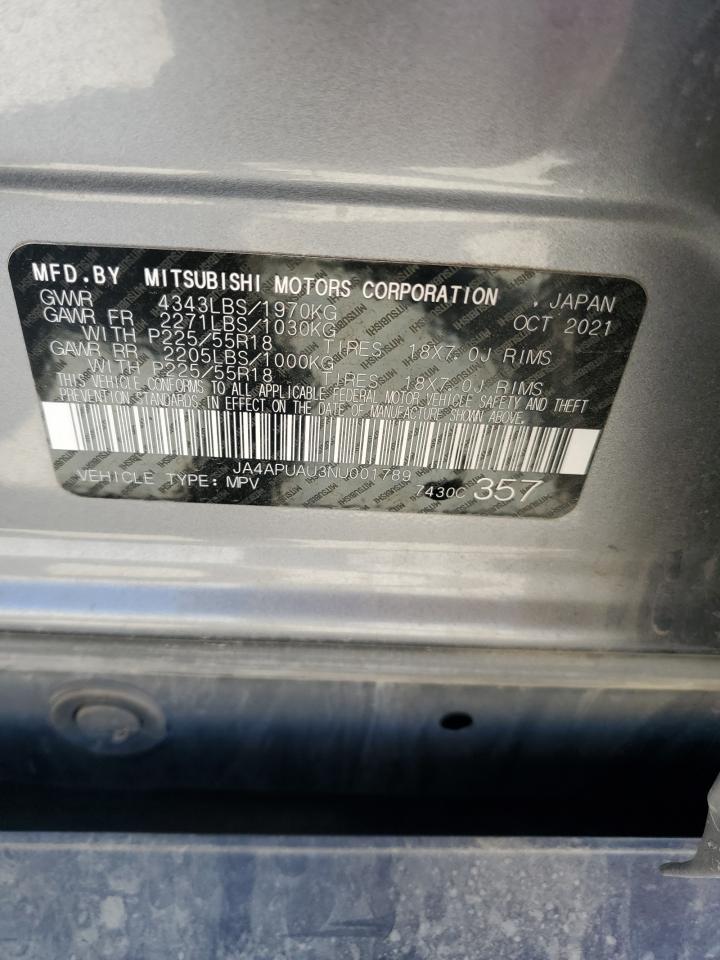 MFD.BY MITSUBISHI MOTORS CORPORATION , JAPAN
GVWR 4343LBS/1970KG OCT 2021
GAWR FR 2271LBS/1030KG
WITH P225/55R18 TIRES 18X7.0J RIMS
GAWR RR 2205LBS/1000KG
WITH P225/55R18 TIRES 18X7.0J RIMS
THIS VEHICLE CONFORMS TO ALL APPLICABLE FEDERAL MOTOR VEHICLE SAFETY AND THEFT
PREVENTION STANDARDS IN EFFECT ON THE DATE OF MANUFACTURE SHOWN ABOVE.
JA4APUAU3NU001789
VEHICLE TYPE: MPV 7430C 357